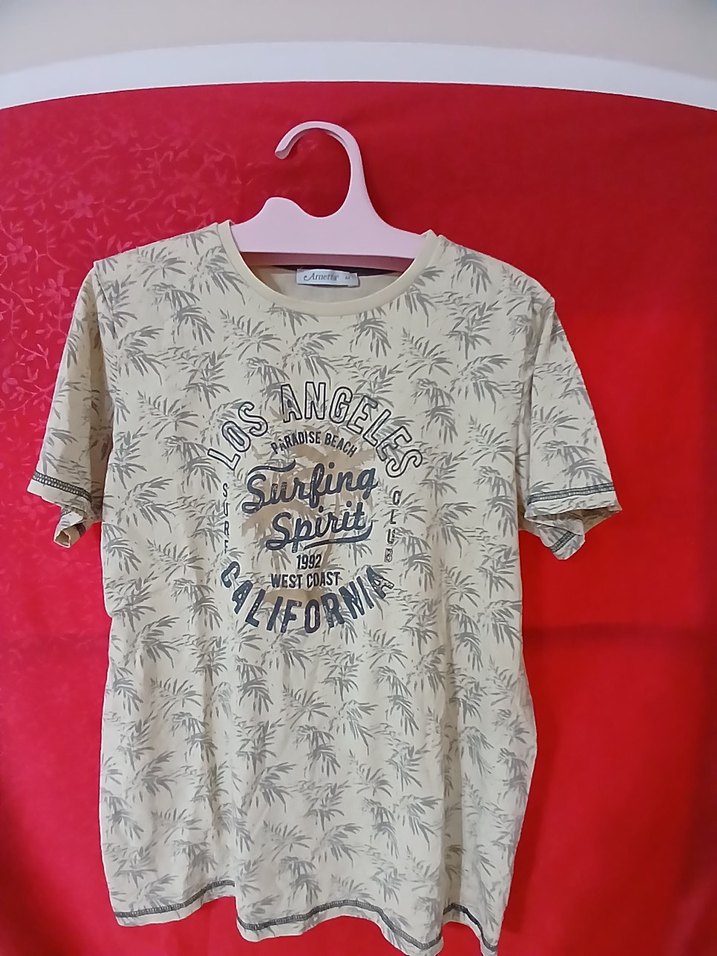 Arnetta
LOS ANGELES
PARADISE BEACH
SURF
Surfing
CLUB
Spirit
1992
WEST COAST
CALIFORNIA